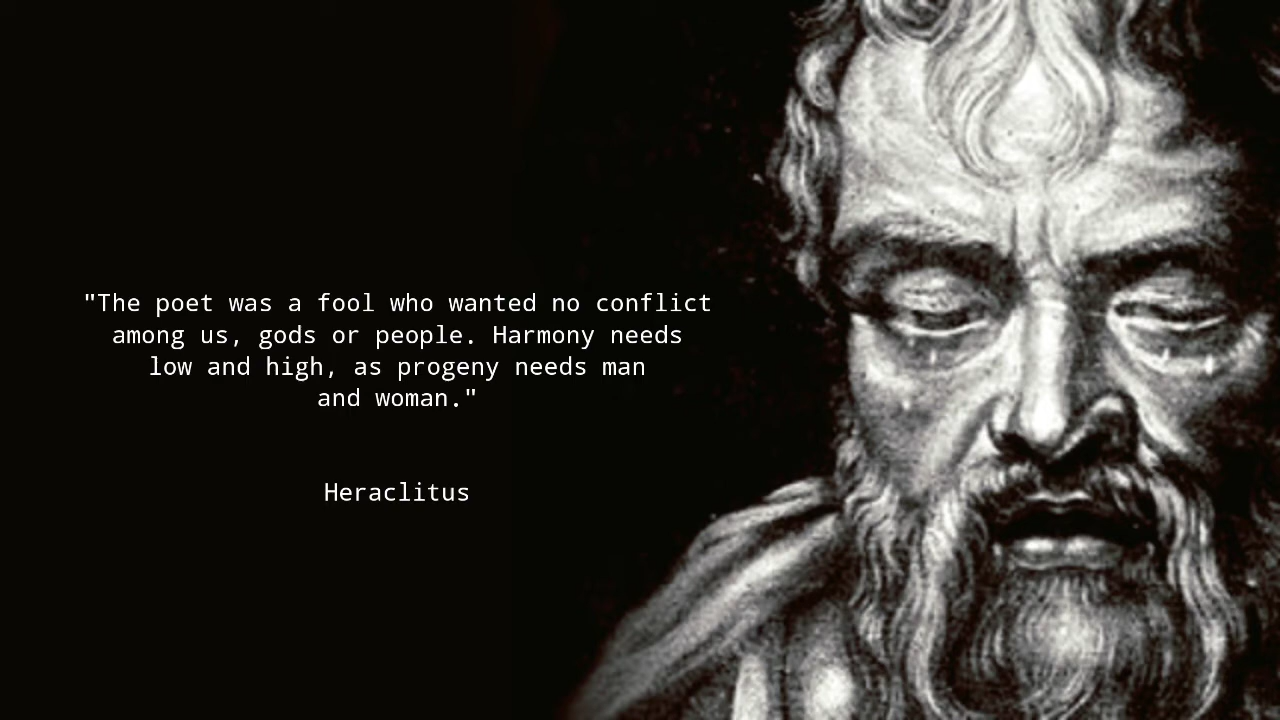 "The poet was a fool who wanted no conflict
among us, gods or people. Harmony needs
low and high, as progeny needs man
and woman."
Heraclitus